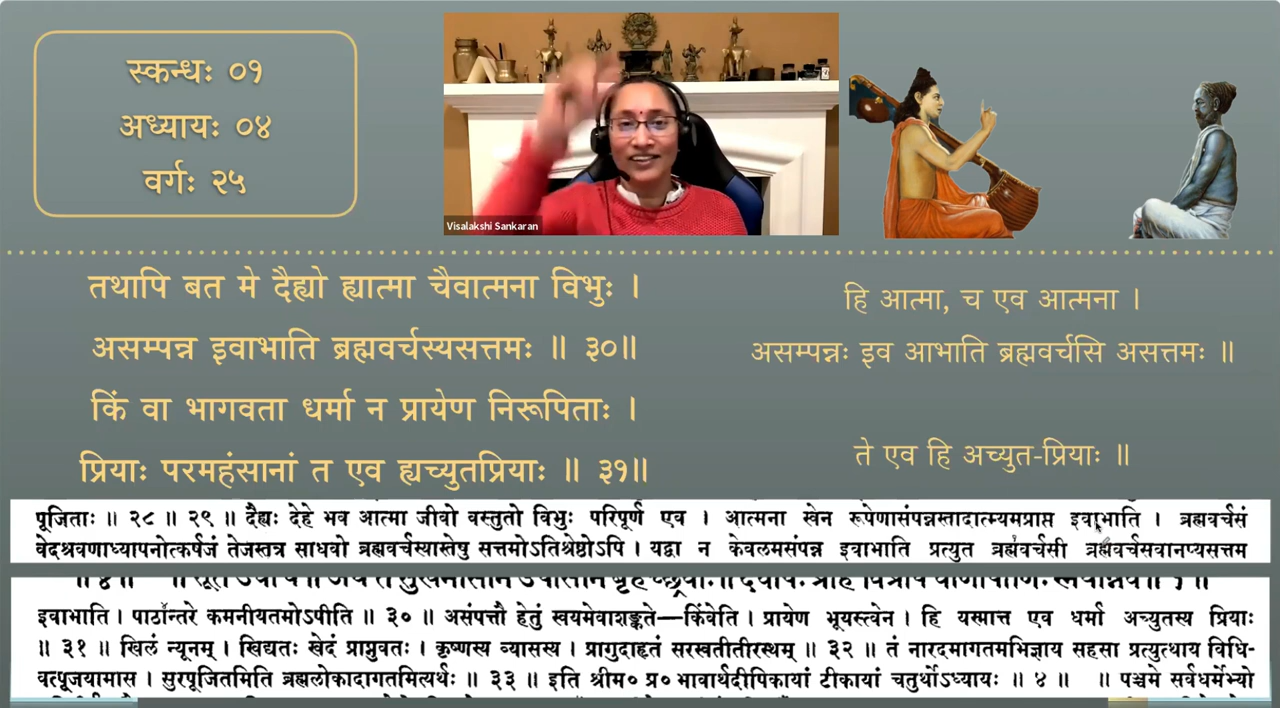 स्कन्धः ०१
अध्यायः ०४
वर्गः २५
Visalakshi Sankaran
तथापि बत मे दैह्यो ह्यात्मा चैवात्मना विभुः ।
असम्पन्न इवाभाति ब्रह्मवर्चस्यसत्तमः ॥ ३०॥
किं वा भागवता धर्मा न प्रायेण निरूपिताः ।
प्रियाः परमहंसानां त एव ह्यच्युतप्रियाः ॥ ३१॥
हि आत्मा, च एव आत्मना ।
असम्पन्नः इव आभाति ब्रह्मवर्चसि असत्तमः ॥
ते एव हि अच्युत-प्रियाः ॥
पूजिताः ॥ २८ ॥ २९ ॥ दैह्यः देहे भव आत्मा जीवो वस्तुतो विभुः परिपूर्ण एव । आत्मना स्वेन रूपेणासंपन्नस्तादात्म्यमप्राप्त इवाभाति । ब्रह्मवर्चसं
वेदश्रवणाध्यापनोत्कर्षजं तेजस्तत्र साधवो ब्रह्मवर्चस्यास्तेषु सत्तमोऽतिश्रेष्ठोऽपि । यद्वा न केवलमसंपन्न इवाभाति प्रत्युत ब्रह्मवर्चसी ब्रह्मवर्चसवानप्यसत्तम
इवाभाति । पाठान्तरे कमनीयतमोऽपीति ॥ ३० ॥ असंपत्तौ हेतुं स्वयमेवाशङ्कते—किंवेति । प्रायेण भूयस्त्वेन । हि यस्मात्त एव धर्मा अच्युतस्य प्रियाः
॥ ३१ ॥ खिलं न्यूनम् । खिद्यतः खेदं प्राप्नुवतः । कृष्णस्य व्यासस्य । प्रागुदाहृतं सरस्वतीतीरस्थम् ॥ ३२ ॥ तं नारदमागतमभिज्ञाय सहसा प्रत्युत्थाय विधि-
वत्पूजयामास । सुरपूजितमिति ब्रह्मलोकादागतमित्यर्थः ॥ ३३ ॥ इति श्रीम० प्र० भावार्थदीपिकायां टीकायां चतुर्थोऽध्यायः ॥ ४ ॥ ॥ पञ्चमे सर्वधर्मेभ्यो